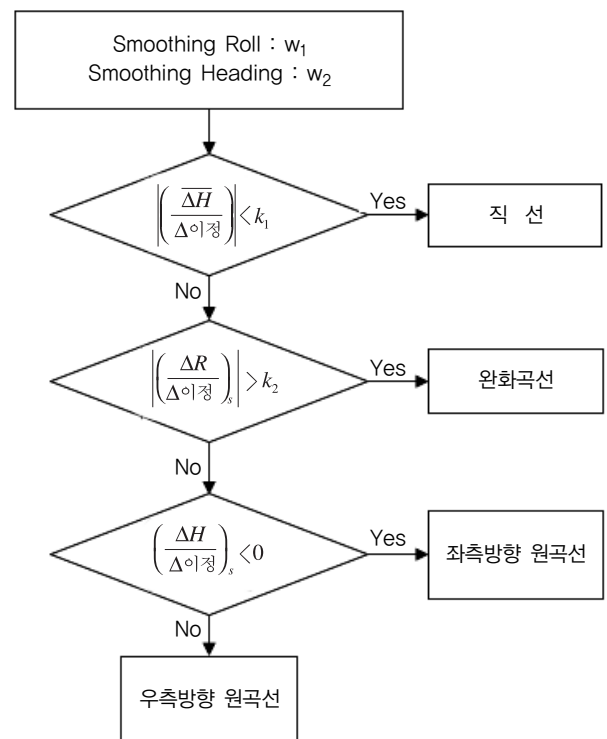 Smoothing Roll : w₁
Smoothing Heading : w₂
|(ΔH̅/Δ이정)| < k₁
Yes
직 선
No
|(ΔR/Δ이정)ₛ| > k₂
Yes
완화곡선
No
(ΔH/Δ이정)ₛ <0
Yes
좌측방향 원곡선
No
우측방향 원곡선